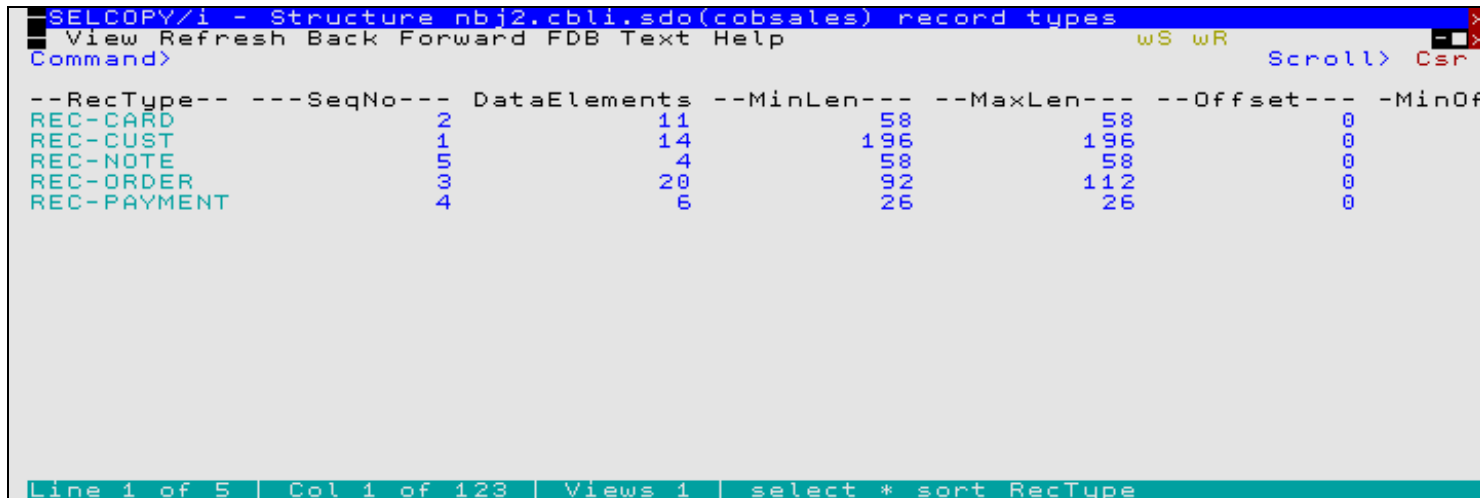 SELCOPY/i - Structure nbj2.cbli.sdo(cobsales) record types
View Refresh Back Forward FDB Text Help wS wR
Command> Scroll> Csr
--RecType-- ---SeqNo--- DataElements --MinLen--- --MaxLen--- --Offset--- -MinOf
REC-CARD 2 11 58 58 0
REC-CUST 1 14 196 196 0
REC-NOTE 5 4 58 58 0
REC-ORDER 3 20 92 112 0
REC-PAYMENT 4 6 26 26 0
Line 1 of 5 | Col 1 of 123 | Views 1 | select * sort RecType